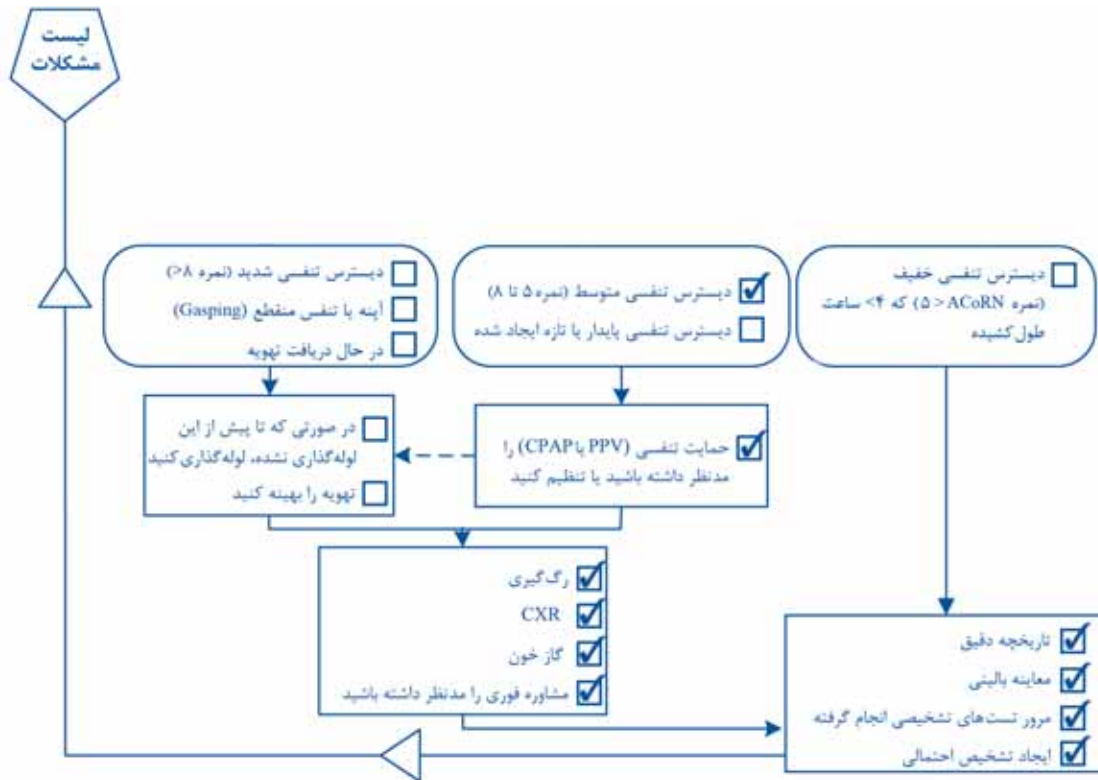 لیست
مشکلات
دیسترس تنفسی خفیف
(نمره ACoRN <۵) که ۴< ساعت
طول کشیده
دیسترس تنفسی متوسط (نمره ۵ تا ۸)
دیسترس تنفسی پایدار یا تازه ایجاد شده
دیسترس تنفسی شدید (نمره ۸<)
آپنه یا تنفس منقطع (Gasping)
در حال دریافت تهویه
حمایت تنفسی (CPAP یا PPV) را
مدنظر داشته باشید یا تنظیم کنید
در صورتی که تا پیش از این
لوله‌گذاری نشده، لوله‌گذاری کنید
تهویه را بهینه کنید
رگ‌گیری
CXR
گاز خون
مشاوره فوری را مدنظر داشته باشید
تاریخچه دقیق
معاینه بالینی
مرور تست‌های تشخیصی انجام گرفته
ایجاد تشخیص احتمالی